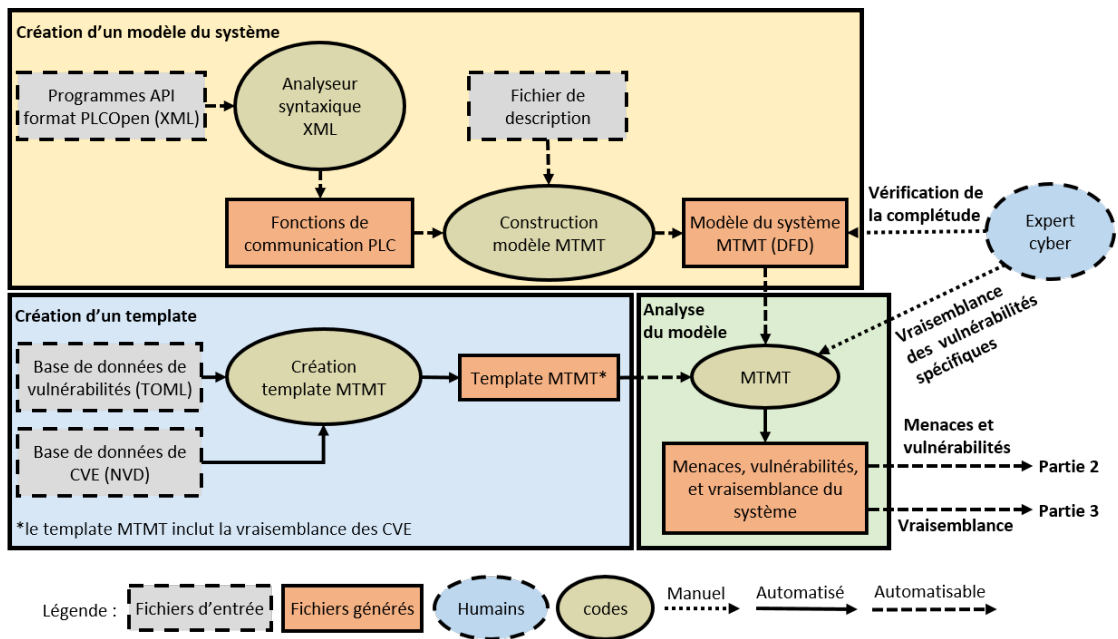 Création d’un modèle du système
Programmes API
format PLCOpen (XML)
Analyseur
syntaxique
XML
Fichier de
description
Fonctions de
communication PLC
Construction
modèle MTMT
Modèle du système
MTMT (DFD)
Vérification de
la complétude
Expert
cyber
Création d’un template
Base de données de
vulnérabilités (TOML)
Création
template MTMT
Template MTMT*
Base de données de
CVE (NVD)
*le template MTMT inclut la vraisemblance des CVE
Analyse
du modèle
MTMT
Vraisemblance
des vulnérabilités
spécifiques
Menaces, vulnérabilités,
et vraisemblance du
système
Menaces et
vulnérabilités
Partie 2
Vraisemblance
Partie 3
Légende :
Fichiers d’entrée
Fichiers générés
Humains
codes
Manuel
Automatisé
Automatisable